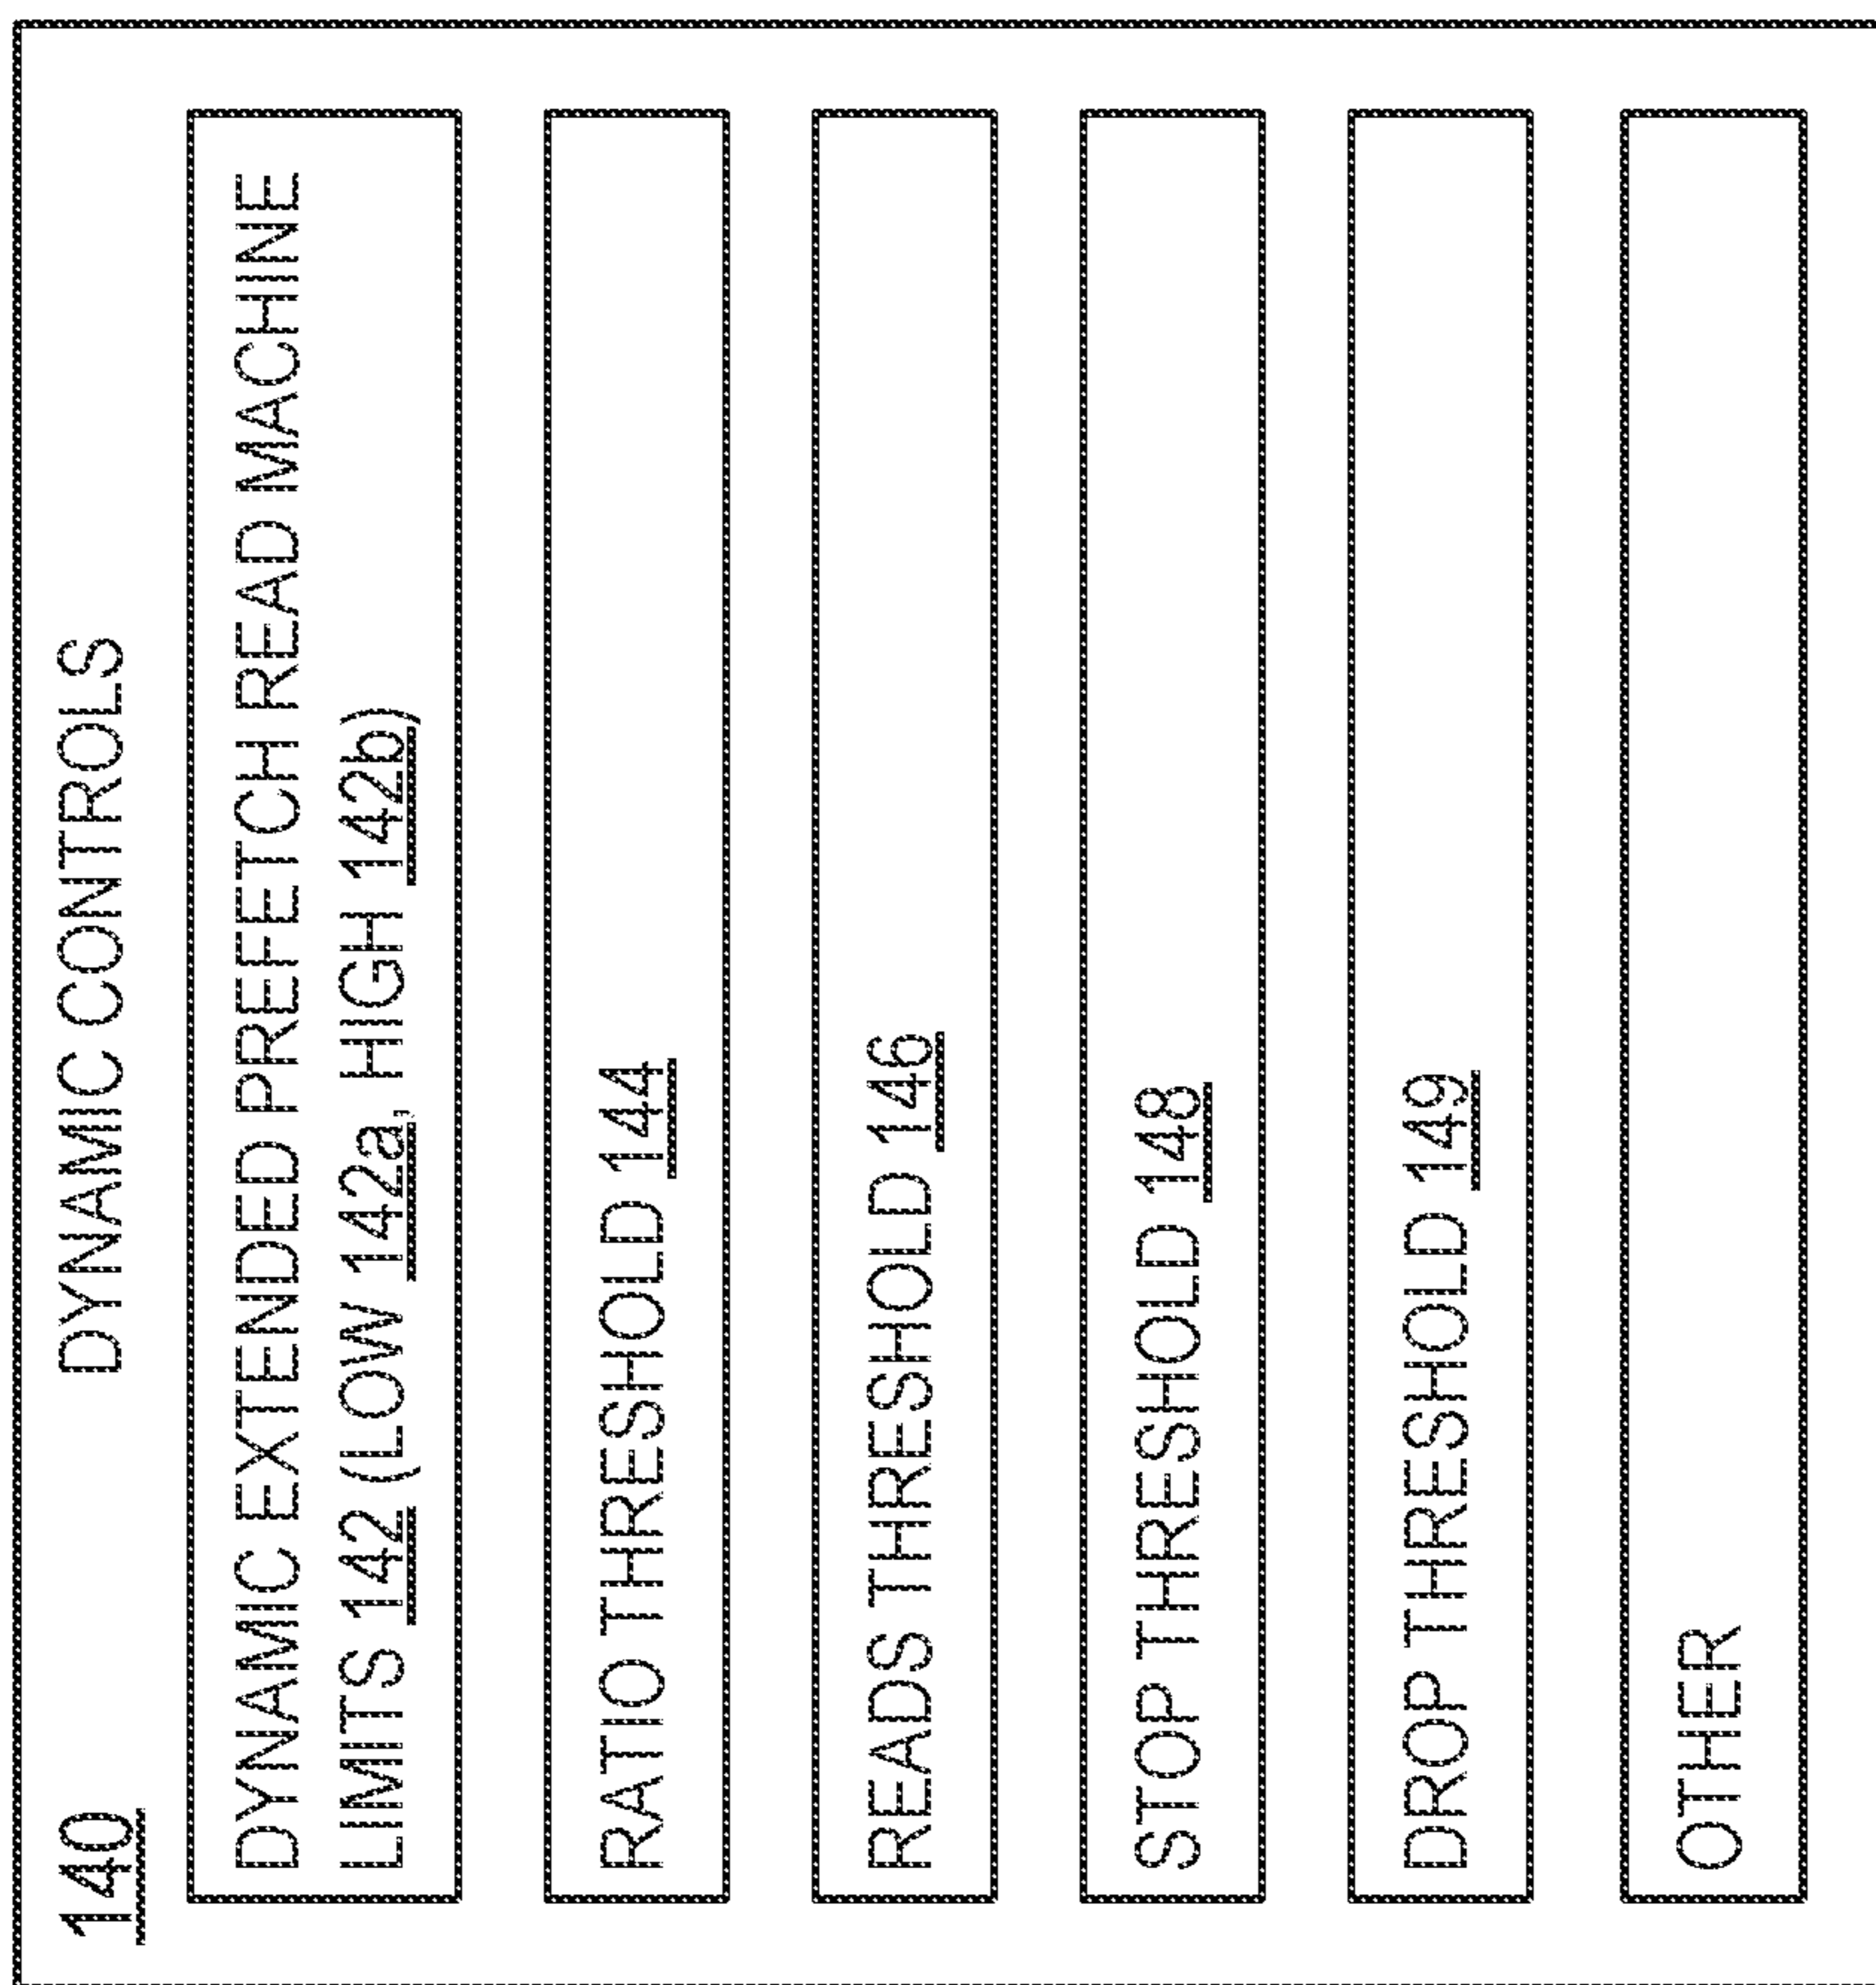 140
DYNAMIC CONTROLS
DYNAMIC EXTENDED PREFETCH READ MACHINE
LIMITS 142 (LOW 142a, HIGH 142b)
RATIO THRESHOLD 144
READS THRESHOLD 146
STOP THRESHOLD 148
DROP THRESHOLD 149
OTHER